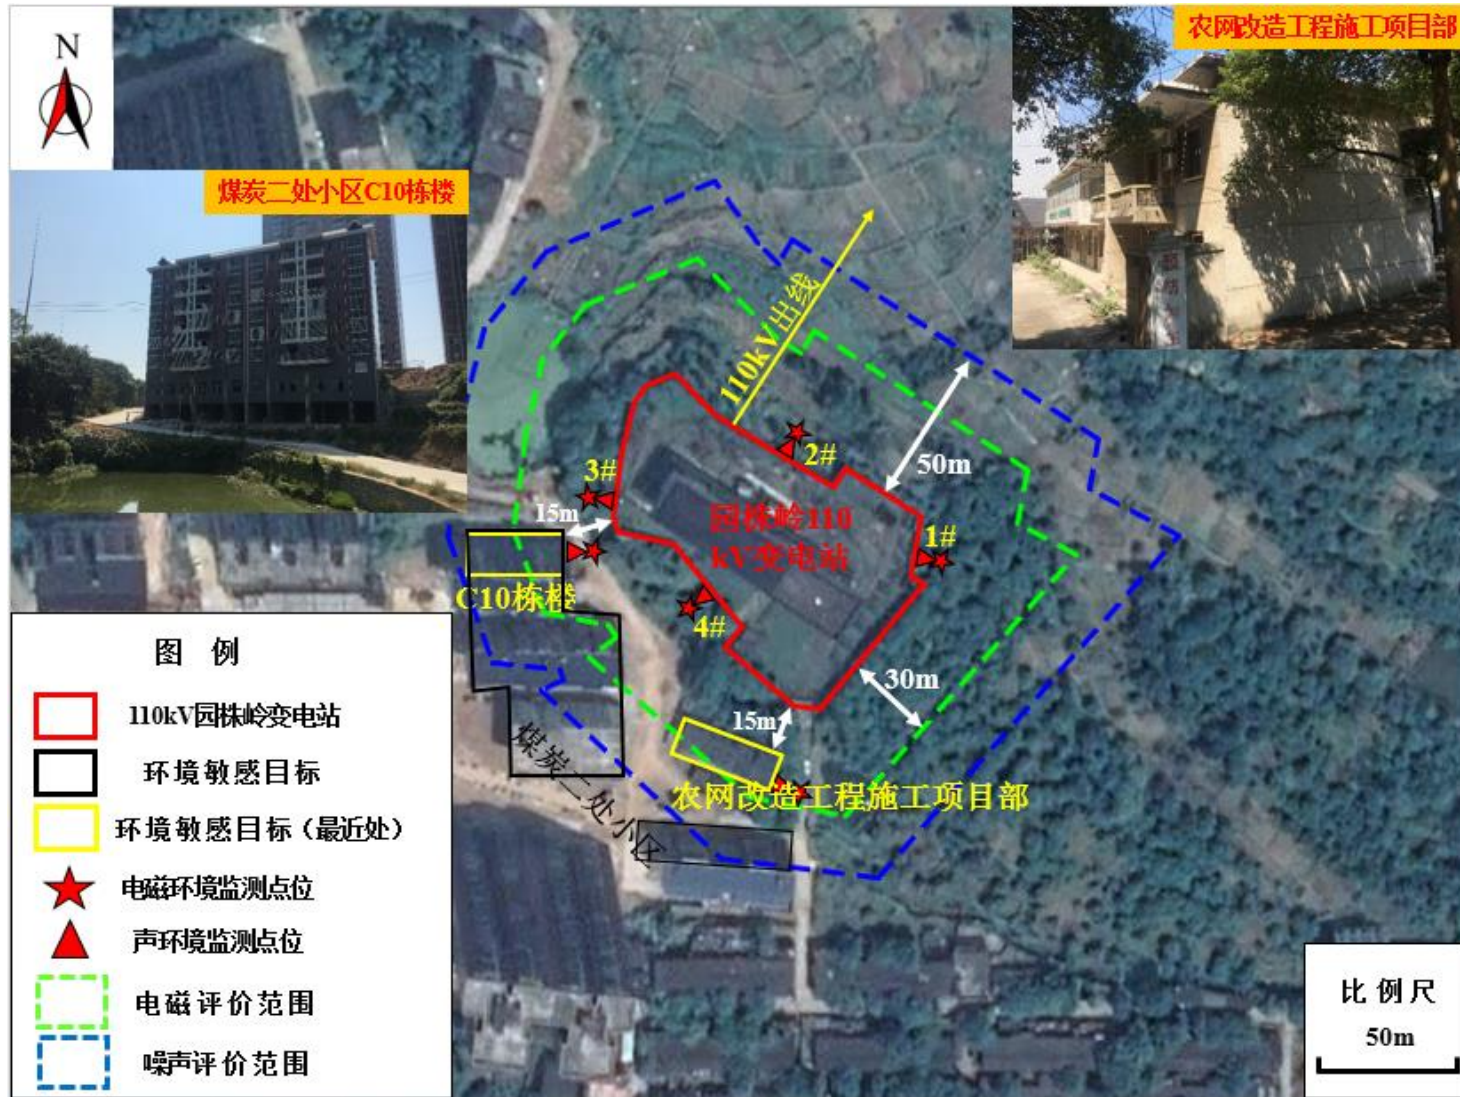 N
农网改造工程施工项目部
煤炭二处小区C10栋楼
110kV出线
50m
2#
3#
15m
园株岭110
kV变电站
1#
C10栋楼
4#
30m
15m
农网改造工程施工项目部
煤炭二处小区
图 例
110kV园株岭变电站
环境敏感目标
环境敏感目标（最近处）
电磁环境监测点位
声环境监测点位
电磁评价范围
噪声评价范围
比例尺
50m